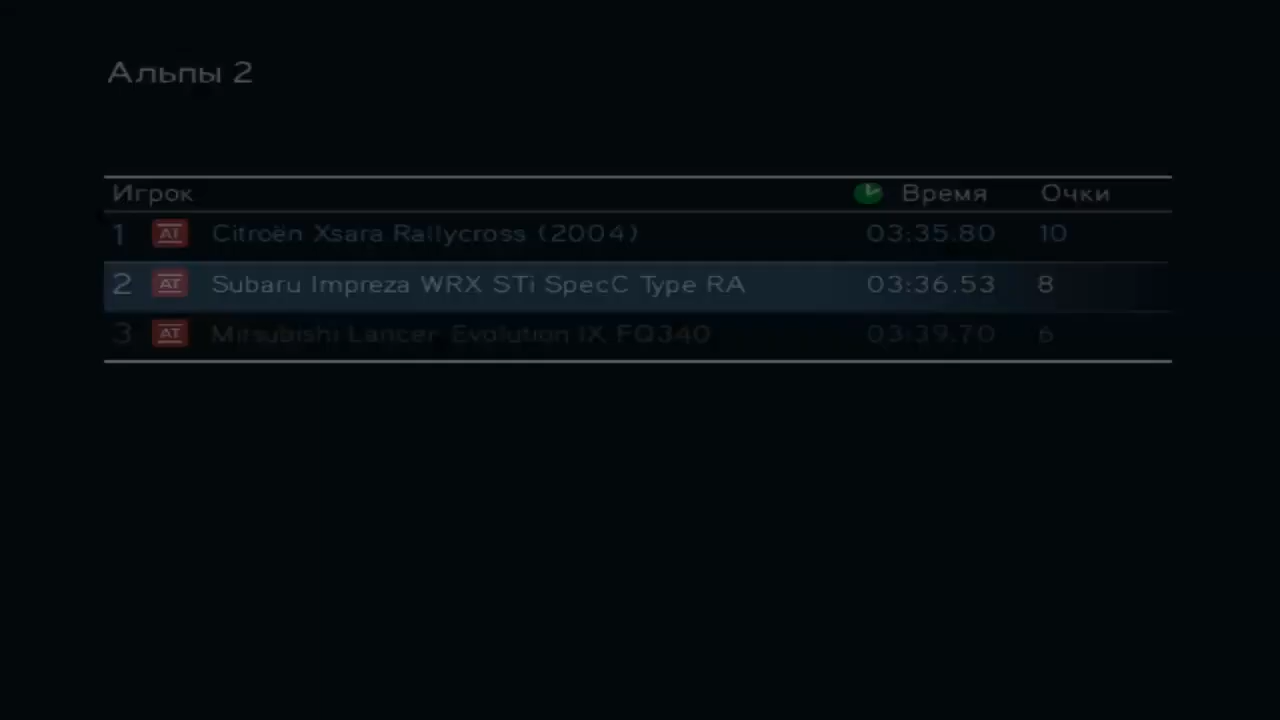 Альпы 2
Игрок Время Очки
1 AT Citroën Xsara Rallycross (2004) 03:35.80 10
2 AT Subaru Impreza WRX STi SpecC Type RA 03:36.53 8
3 AT Mitsubishi Lancer Evolution IX FQ340 03:39.70 6